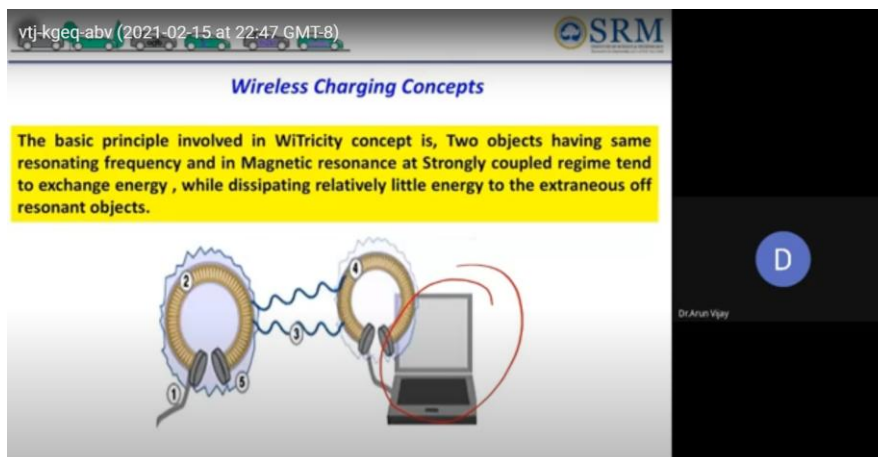 vtj-kgeq-abv (2021-02-15 at 22:47 GMT-8)
SRM
Wireless Charging Concepts
The basic principle involved in WiTricity concept is, Two objects having same
resonating frequency and in Magnetic resonance at Strongly coupled regime tend
to exchange energy , while dissipating relatively little energy to the extraneous off
resonant objects.
2
4
3
1
5
D
Dr.Arun Vijay